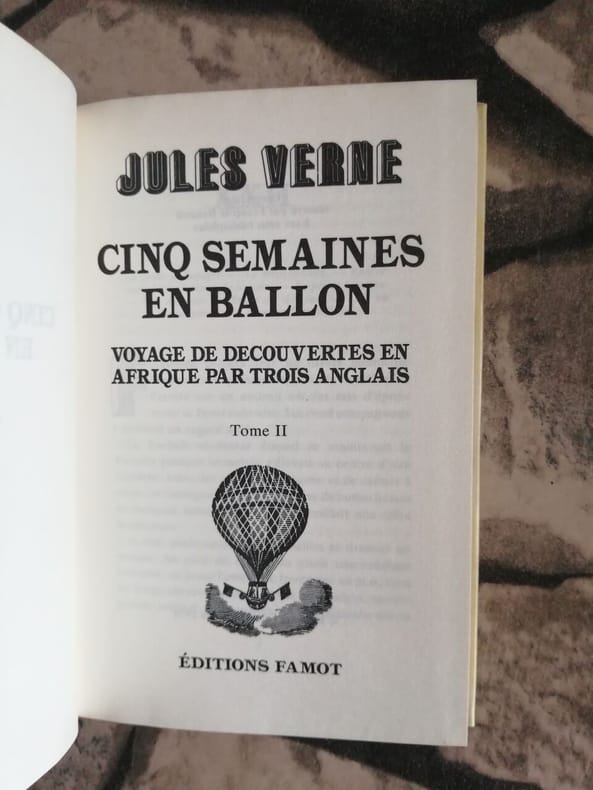 JULES VERNE
CINQ SEMAINES
EN BALLON
VOYAGE DE DECOUVERTES EN
AFRIQUE PAR TROIS ANGLAIS
Tome II
ÉDITIONS FAMOT